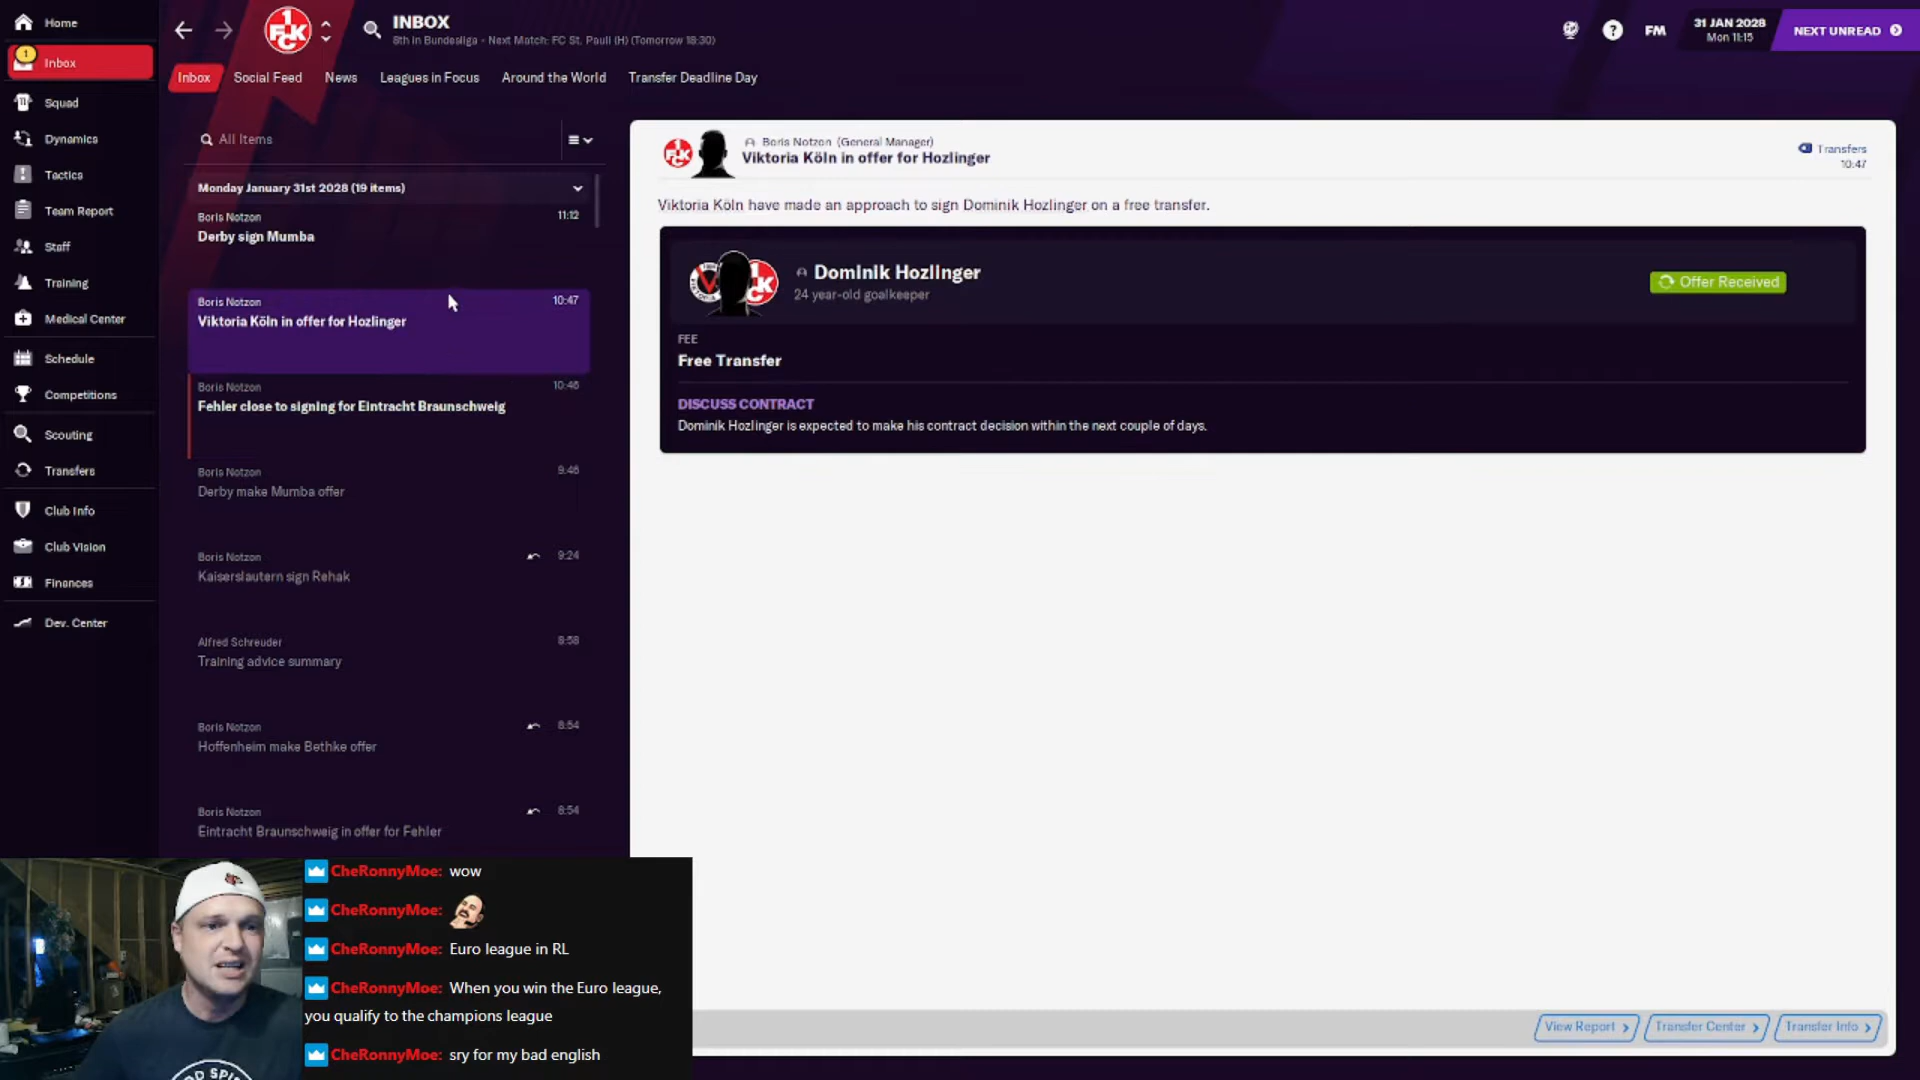 Home
Inbox
1
Squad
Dynamics
Tactics
Team Report
Staff
Training
Medical Center
Schedule
Competitions
Scouting
Transfers
Club Info
Club Vision
Finances
Dev. Center
INBOX
8th in Bundesliga - Next Match: FC St. Pauli (H) (Tomorrow 18:30)
FM
31 JAN 2028
Mon 11:15
NEXT UNREAD
Inbox
Social Feed
News
Leagues in Focus
Around the World
Transfer Deadline Day
All Items
Monday January 31st 2028 (19 items)
Boris Notzon 11:12
Derby sign Mumba
Boris Notzon 10:47
Viktoria Köln in offer for Hozlinger
Boris Notzon 10:46
Fehler close to signing for Eintracht Braunschweig
Boris Notzon 9:46
Derby make Mumba offer
Boris Notzon 9:24
Kaiserslautern sign Rehak
Alfred Schreuder 8:58
Training advice summary
Boris Notzon 8:54
Hoffenheim make Bethke offer
Boris Notzon 8:54
Eintracht Braunschweig in offer for Fehler
Boris Notzon (General Manager)
Viktoria Köln in offer for Hozlinger
Transfers
10:47
Viktoria Köln have made an approach to sign Dominik Hozlinger on a free transfer.
Dominik Hozlinger
24 year-old goalkeeper
Offer Received
FEE
Free Transfer
DISCUSS CONTRACT
Dominik Hozlinger is expected to make his contract decision within the next couple of days.
View Report
Transfer Center
Transfer Info
CheRonnyMoe: wow
CheRonnyMoe:
CheRonnyMoe: Euro league in RL
CheRonnyMoe: When you win the Euro league,
you qualify to the champions league
CheRonnyMoe: sry for my bad english